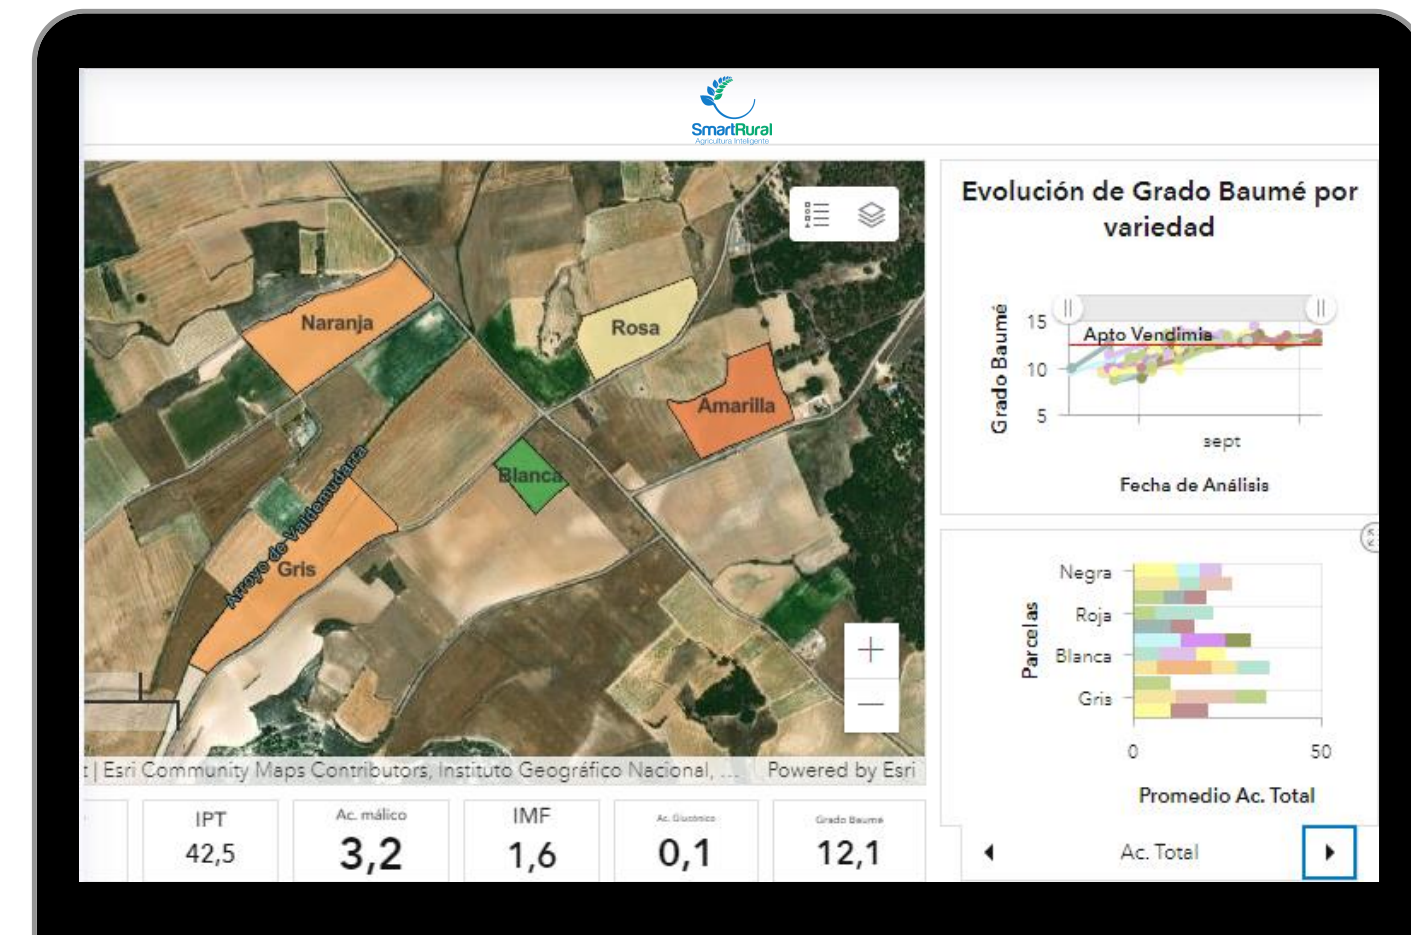 SmartRural
Agricultura Inteligente
Naranja
Rosa
Amarilla
Blanca
Arroyo de Valdemudarra
Gris
| Esri Community Maps Contributors, Instituto Geográfico Nacional, ...
Powered by Esri
IPT
42,5
Ac. málico
3,2
IMF
1,6
Ac. Glucónico
0,1
Grado Baumé
12,1
Evolución de Grado Baumé por
variedad
Grado Baumé
15
10
5
Apto Vendimia
sept
Fecha de Análisis
Parcelas
Negra
Roja
Blanca
Gris
0
50
Promedio Ac. Total
Ac. Total